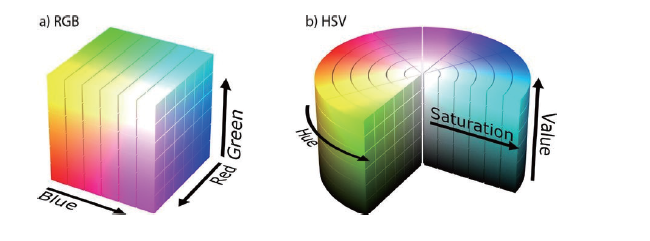 a) RGB
b) HSV
Green
Red
Blue
Hue
Saturation
Value